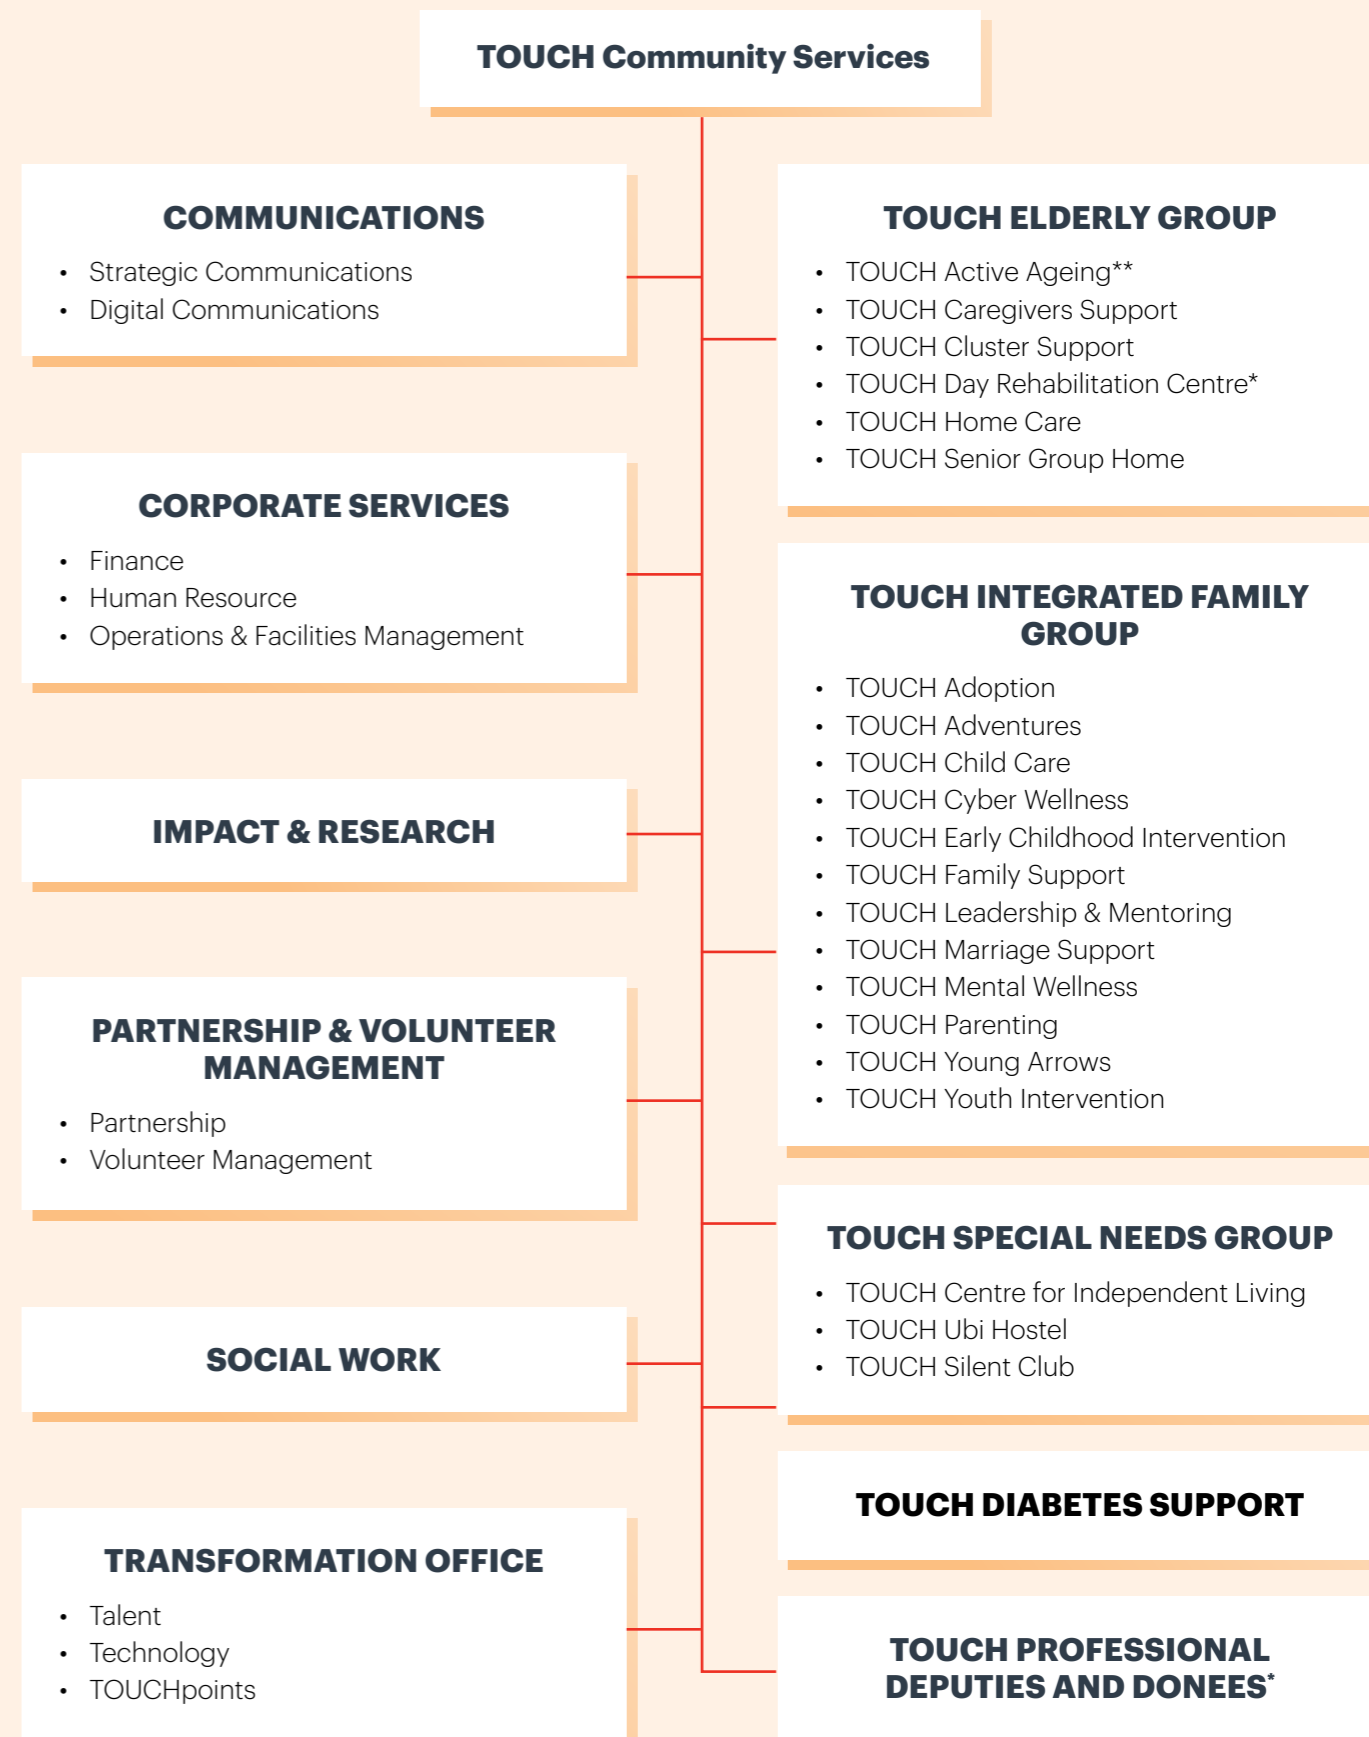 TOUCH Community Services
COMMUNICATIONS
• Strategic Communications
• Digital Communications
CORPORATE SERVICES
• Finance
• Human Resource
• Operations & Facilities Management
IMPACT & RESEARCH
PARTNERSHIP & VOLUNTEER
MANAGEMENT
• Partnership
• Volunteer Management
SOCIAL WORK
TRANSFORMATION OFFICE
• Talent
• Technology
• TOUCHpoints
TOUCH ELDERLY GROUP
• TOUCH Active Ageing**
• TOUCH Caregivers Support
• TOUCH Cluster Support
• TOUCH Day Rehabilitation Centre*
• TOUCH Home Care
• TOUCH Senior Group Home
TOUCH INTEGRATED FAMILY
GROUP
• TOUCH Adoption
• TOUCH Adventures
• TOUCH Child Care
• TOUCH Cyber Wellness
• TOUCH Early Childhood Intervention
• TOUCH Family Support
• TOUCH Leadership & Mentoring
• TOUCH Marriage Support
• TOUCH Mental Wellness
• TOUCH Parenting
• TOUCH Young Arrows
• TOUCH Youth Intervention
TOUCH SPECIAL NEEDS GROUP
• TOUCH Centre for Independent Living
• TOUCH Ubi Hostel
• TOUCH Silent Club
TOUCH DIABETES SUPPORT
TOUCH PROFESSIONAL
DEPUTIES AND DONEES*